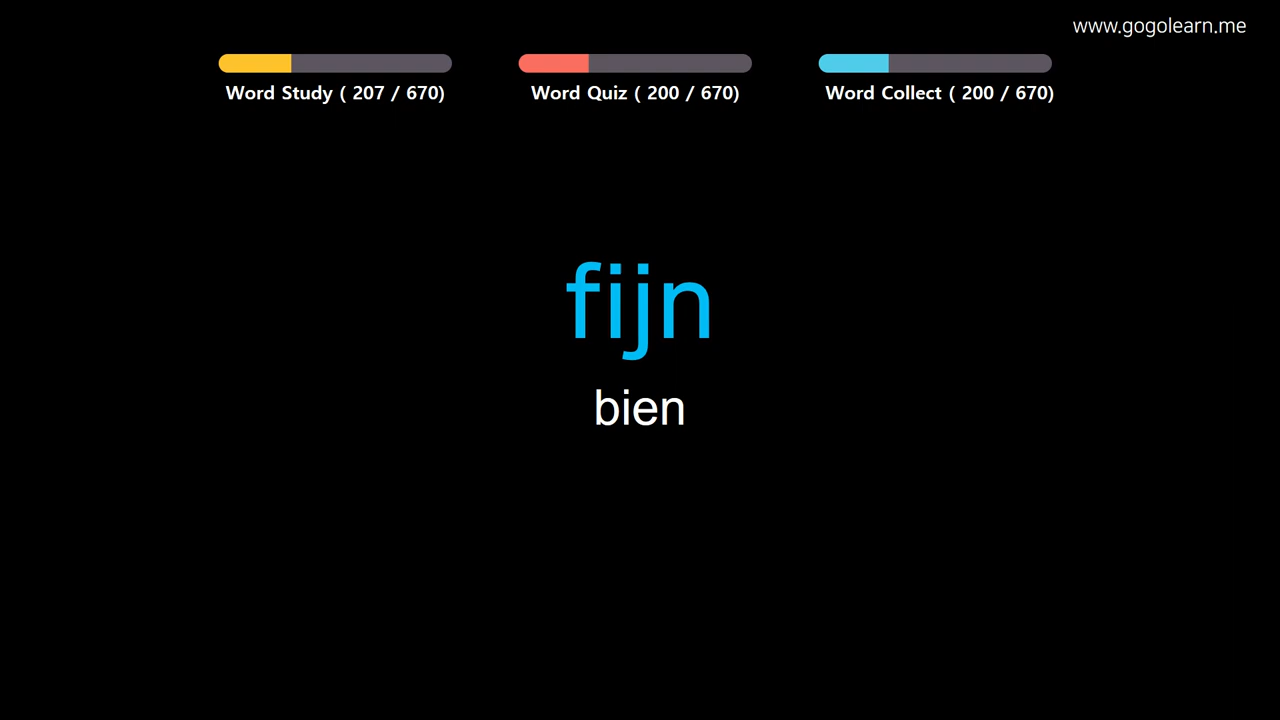 www.gogolearn.me
Word Study ( 207 / 670)
Word Quiz ( 200 / 670)
Word Collect ( 200 / 670)
fijn
bien